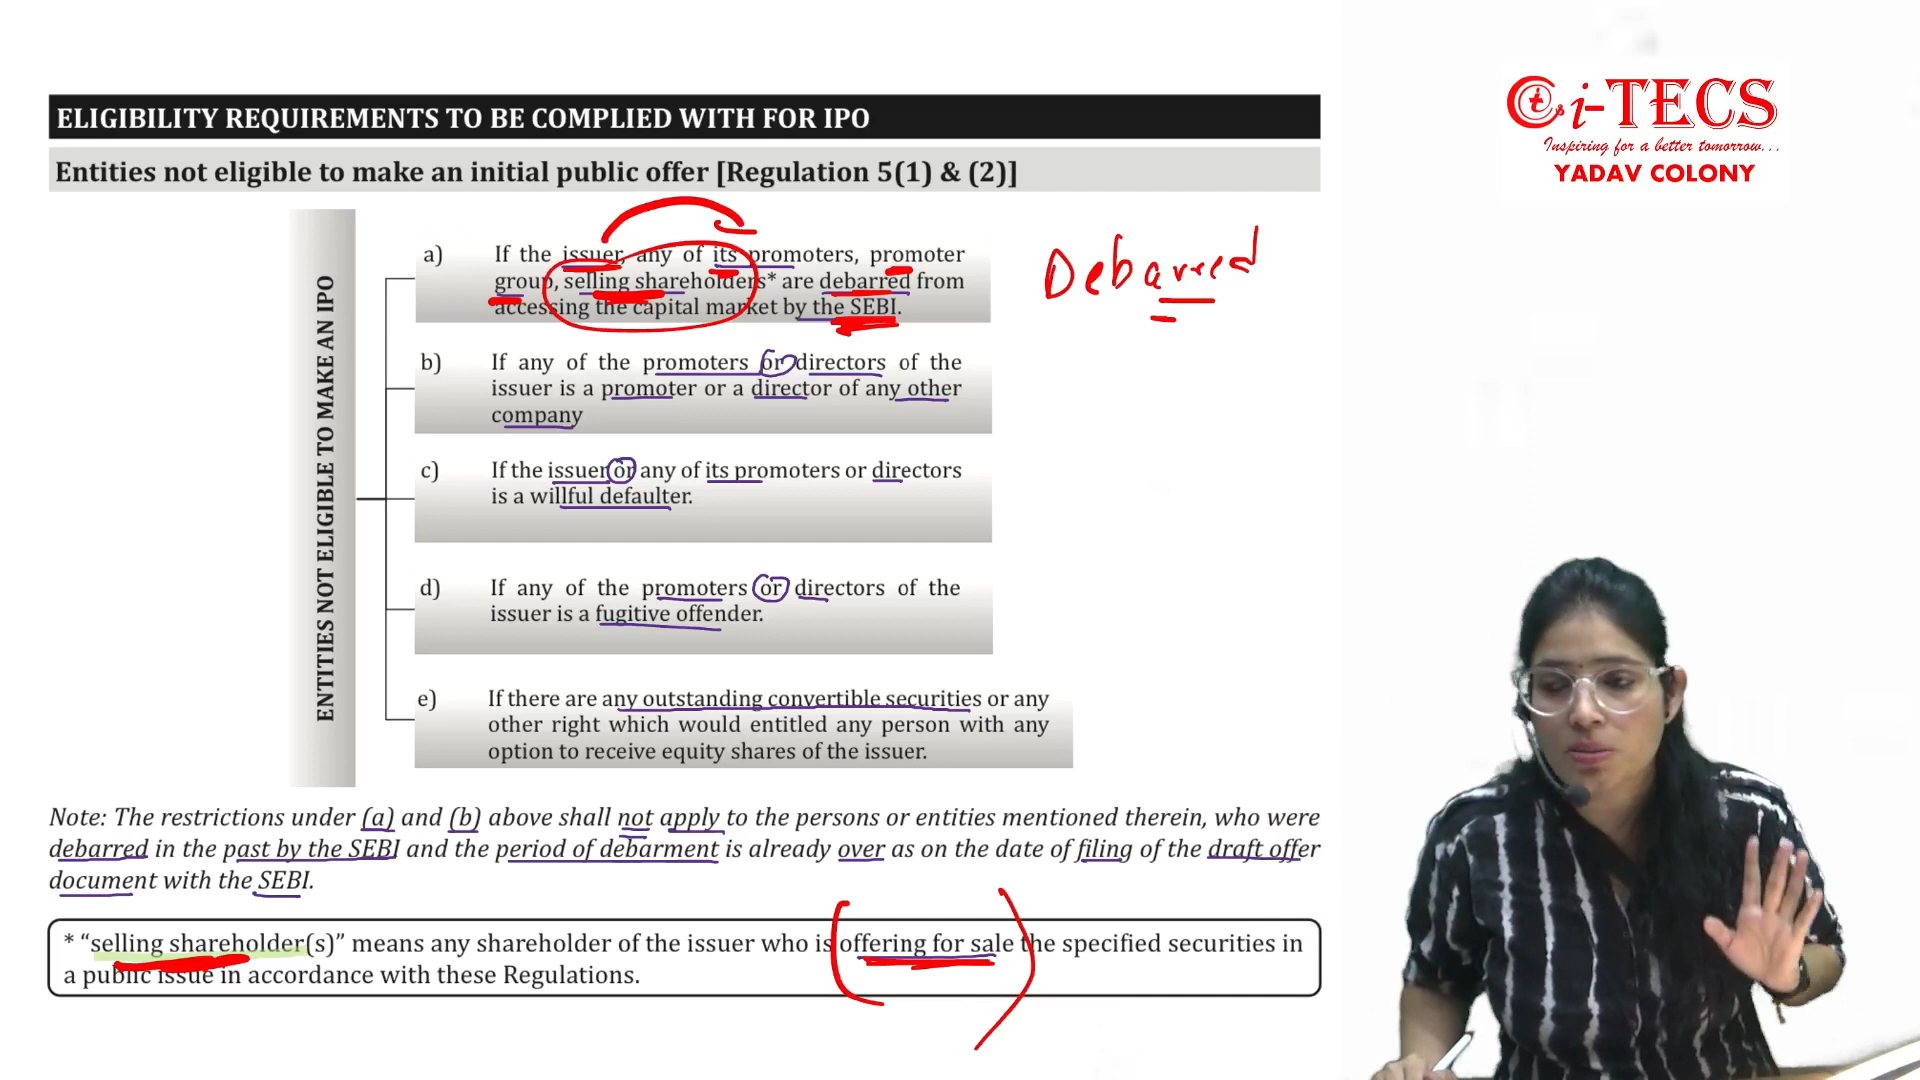 ELIGIBILITY REQUIREMENTS TO BE COMPLIED WITH FOR IPO
Entities not eligible to make an initial public offer [Regulation 5(1) & (2)]
ENTITIES NOT ELIGIBLE TO MAKE AN IPO
a) If the issuer, any of its promoters, promoter
group, selling shareholders* are debarred from
accessing the capital market by the SEBI.
b) If any of the promoters or directors of the
issuer is a promoter or a director of any other
company
c) If the issuer or any of its promoters or directors
is a willful defaulter.
d) If any of the promoters or directors of the
issuer is a fugitive offender.
e) If there are any outstanding convertible securities or any
other right which would entitled any person with any
option to receive equity shares of the issuer.
Debarred
Note: The restrictions under (a) and (b) above shall not apply to the persons or entities mentioned therein, who were
debarred in the past by the SEBI and the period of debarment is already over as on the date of filing of the draft offer
document with the SEBI.
* “selling shareholder(s)” means any shareholder of the issuer who is offering for sale the specified securities in
a public issue in accordance with these Regulations.
i-TECS
Inspiring for a better tomorrow...
YADAV COLONY